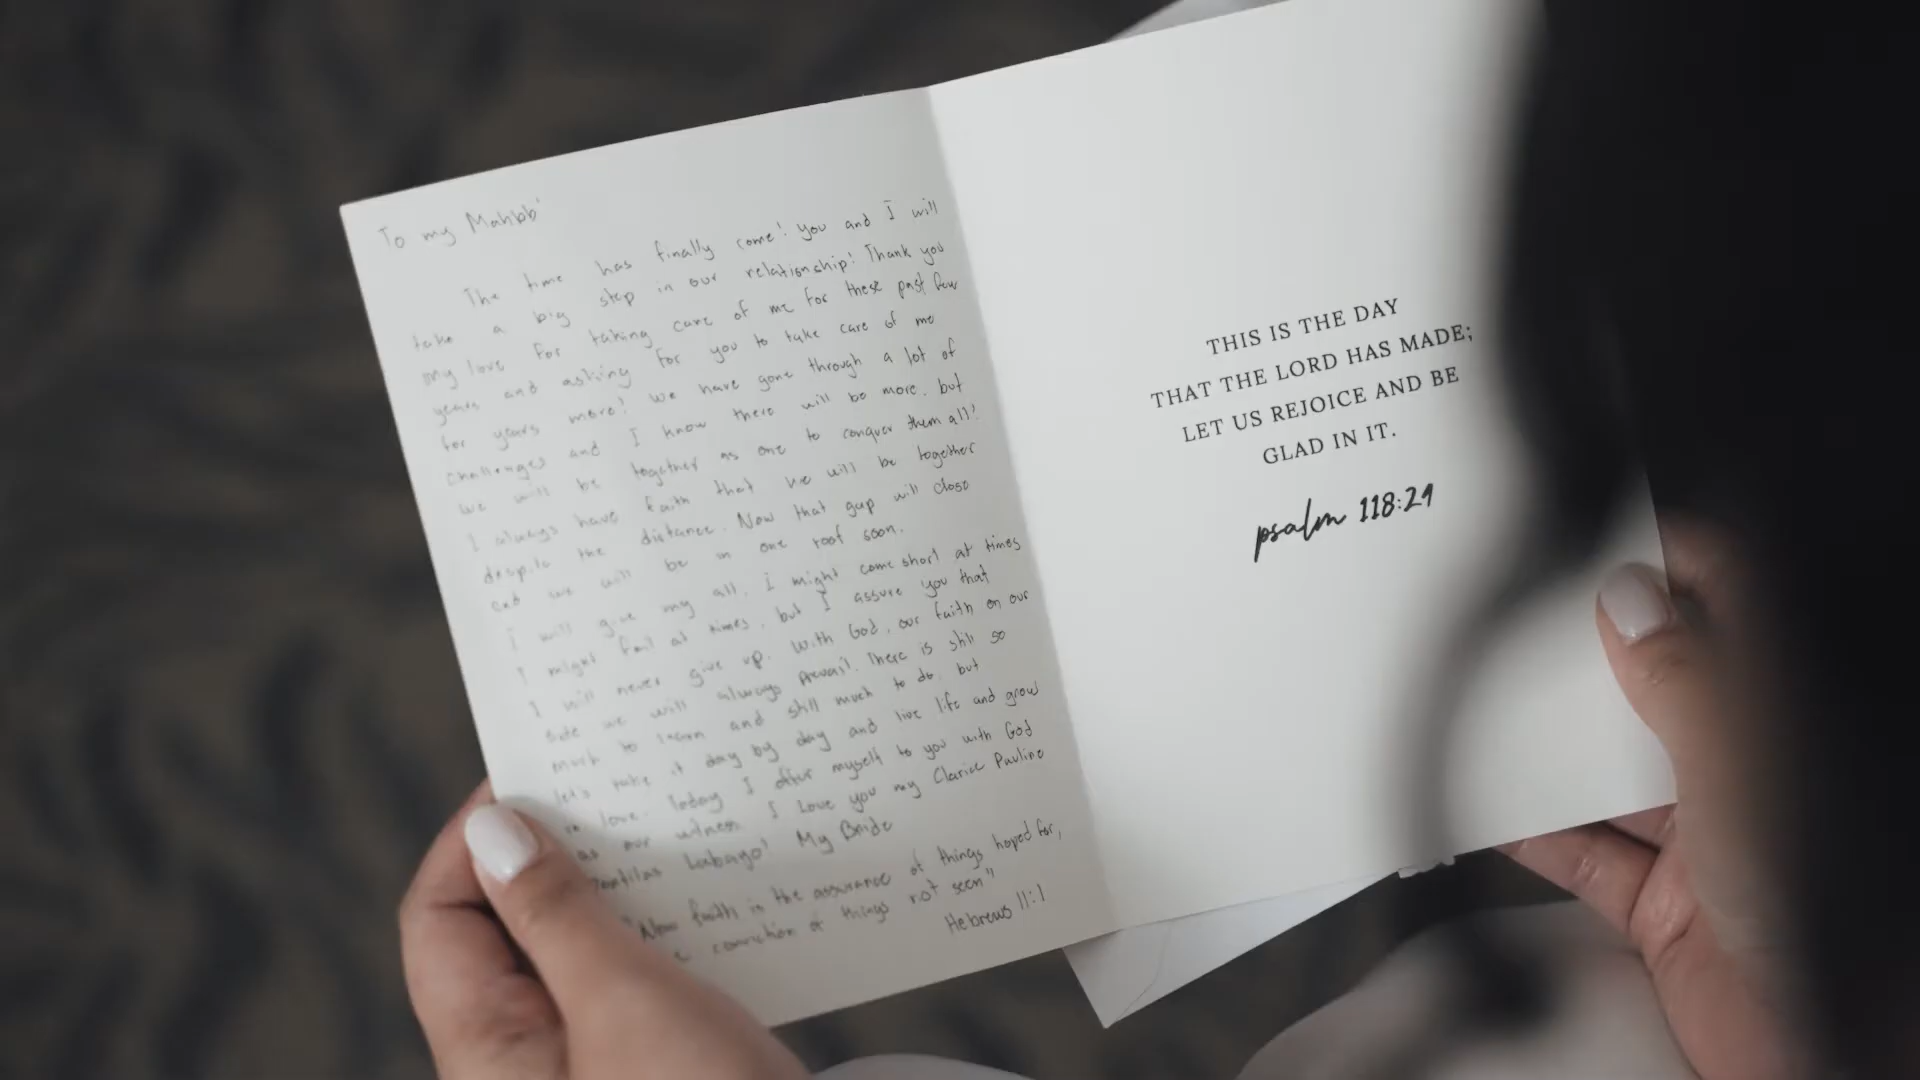 To my Mahbb'
The time has finally come! You and I will
take a big step in our relationship! Thank you
my love for taking care of me for these past few
years and asking for you to take care of me
for years more! We have gone through a lot of
challenges and I know there will be more, but
we will be together as one to conquer them all!
I always have faith that we will be together
despite the distance. Now that gap will close
and we will be in one roof soon.
I will give my all. I might come short at times
I might fail at times, but I assure you that
I will never give up. With God, our faith on our
side we will always prevail. There is still so
much to learn and still much to do, but
let's take it day by day and live life and grow
in love. Today I offer myself to you with God
as our witness I Love you my Clarice Pauline
Labayo! My Bride
"Now faith is the assurance of things hoped for,
conviction of things not seen"
Hebrews 11:1
THIS IS THE DAY
THAT THE LORD HAS MADE;
LET US REJOICE AND BE
GLAD IN IT.
psalm 118:24